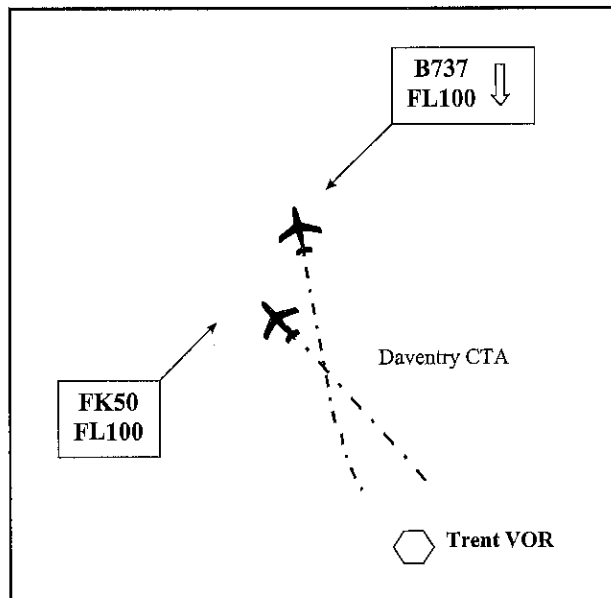 B737
FL100
Daventry CTA
FK50
FL100
Trent VOR